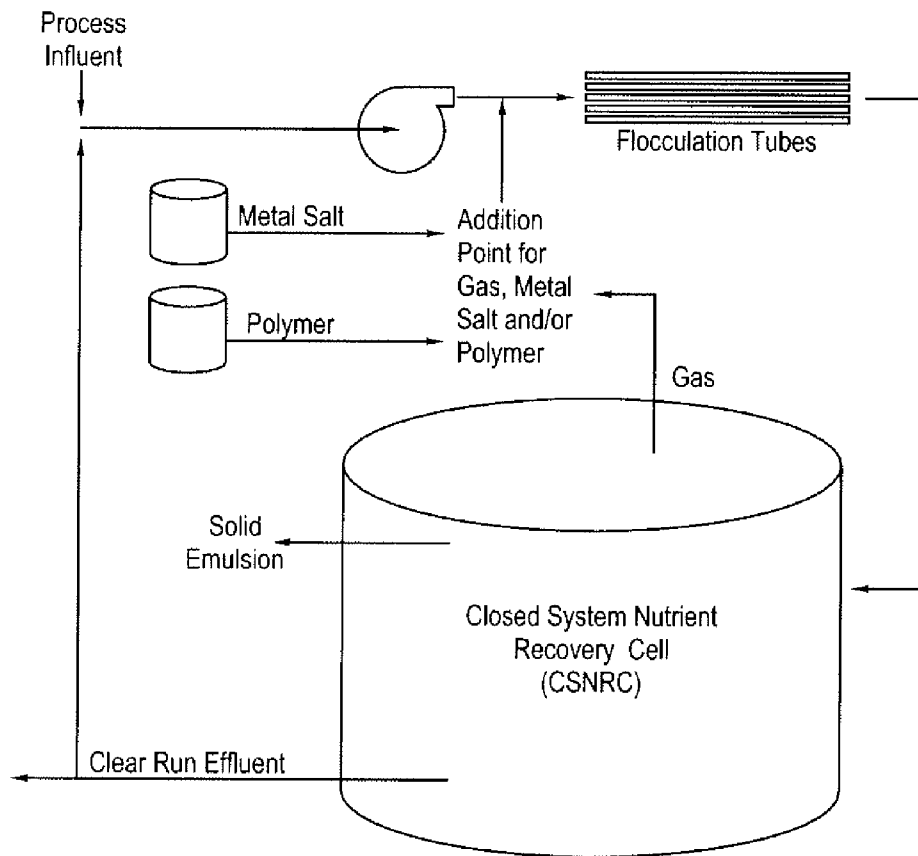 Process
Influent
Flocculation Tubes
Metal Salt
Addition
Point for
Gas, Metal
Salt and/or
Polymer
Polymer
Gas
Solid
Emulsion
Closed System Nutrient
Recovery Cell
(CSNRC)
Clear Run Effluent